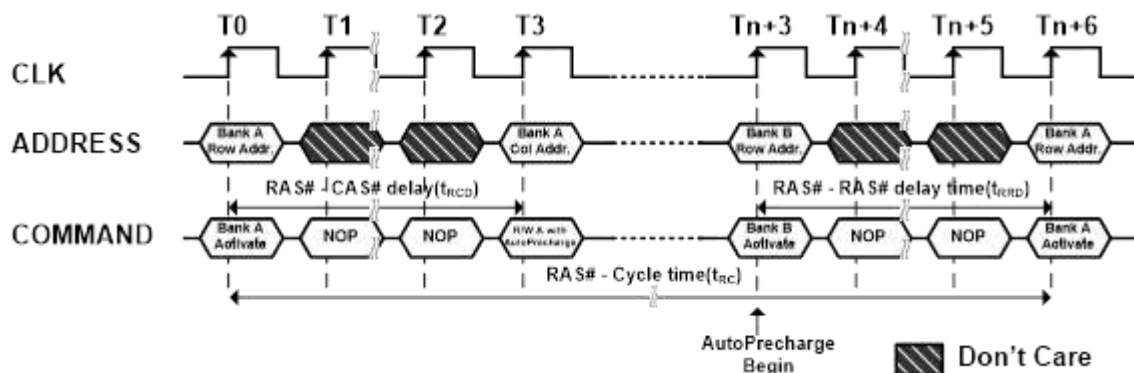 T0 T1 T2 T3 Tn+3 Tn+4 Tn+5 Tn+6
CLK
ADDRESS
Bank A
Row Addr.
Bank A
Col Addr.
Bank B
Row Addr.
Bank A
Row Addr.
RAS# - CAS# delay(tRCD)
RAS# - RAS# delay time(tRRD)
COMMAND
Bank A
Activate
NOP
NOP
R/W A with
AutoPrecharge
Bank B
Activate
NOP
NOP
Bank A
Activate
RAS# - Cycle time(tRC)
AutoPrecharge
Begin
Don't Care